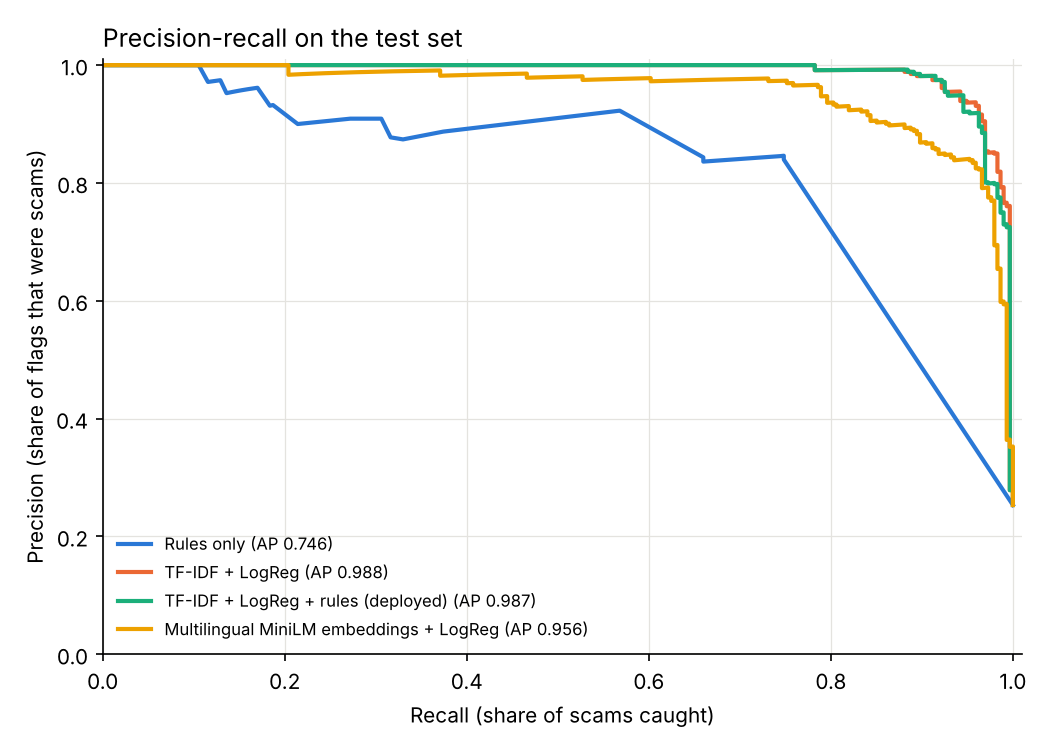 Precision-recall on the test set
Precision (share of flags that were scams)
1.0
0.8
0.6
0.4
0.2
0.0
Rules only (AP 0.746)
TF-IDF + LogReg (AP 0.988)
TF-IDF + LogReg + rules (deployed) (AP 0.987)
Multilingual MiniLM embeddings + LogReg (AP 0.956)
0.0 0.2 0.4 0.6 0.8 1.0
Recall (share of scams caught)